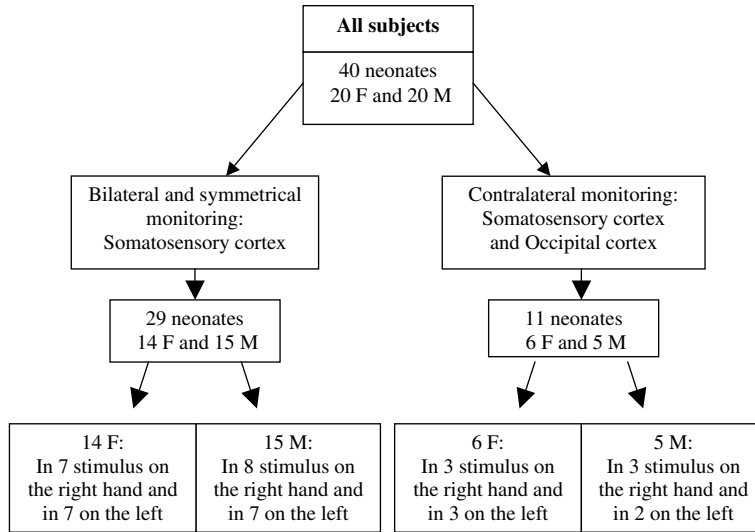 All subjects
40 neonates
20 F and 20 M
Bilateral and symmetrical
monitoring:
Somatosensory cortex
Contralateral monitoring:
Somatosensory cortex
and Occipital cortex
29 neonates
14 F and 15 M
11 neonates
6 F and 5 M
14 F:
In 7 stimulus on
the right hand and
in 7 on the left
15 M:
In 8 stimulus on
the right hand and
in 7 on the left
6 F:
In 3 stimulus on
the right hand and
in 3 on the left
5 M:
In 3 stimulus on
the right hand and
in 2 on the left